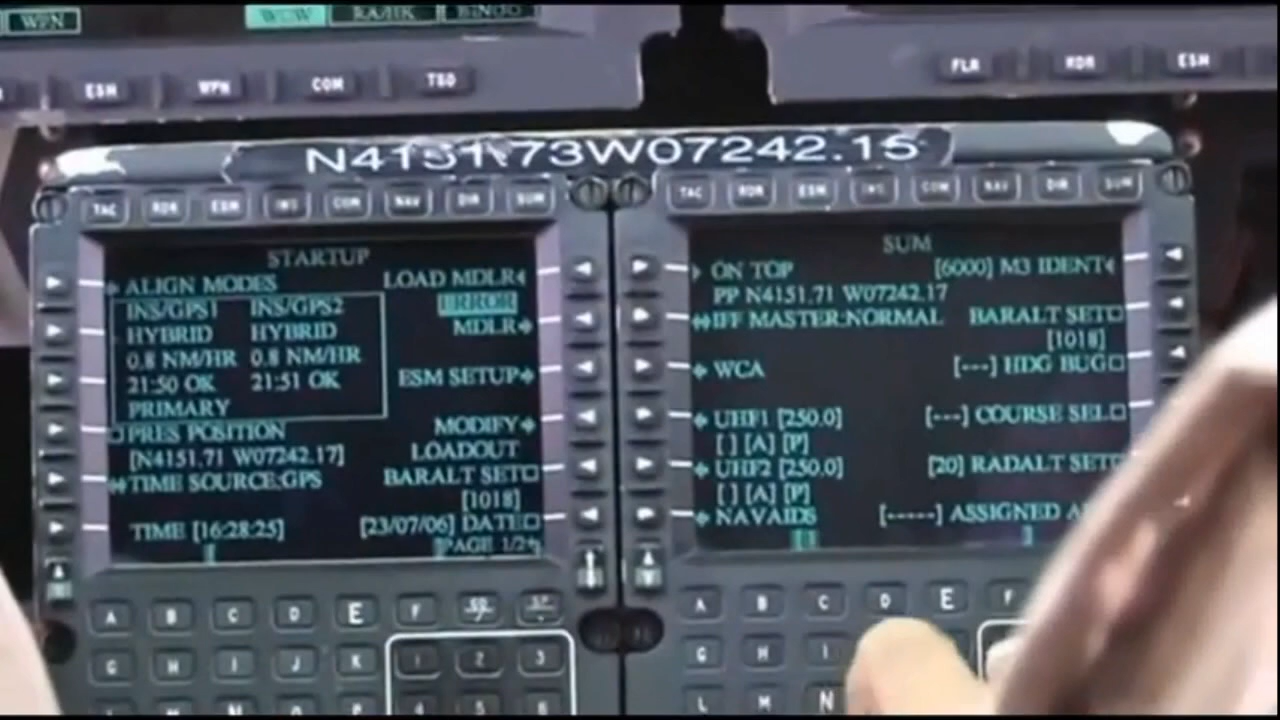 WPN
RA/HK
BINGO
ESM WPN COM TSD
FLR RDR ESM
N4151.73W07242.15
TAC RDR ESM INS COM NAV DIR SUM
TAC RDR ESM INS COM NAV DIR SUM
STARTUP
ALIGN MODES LOAD MDLR
INS/GPS1 INS/GPS2 ERROR
HYBRID HYBRID MDLR
0.8 NM/HR 0.8 NM/HR
21:50 OK 21:51 OK ESM SETUP
PRIMARY
PRES POSITION MODIFY
[N4151.71 W07242.17] LOADOUT
TIME SOURCE:GPS BARALT SET
[1018]
TIME [16:28:25] [23/07/06] DATE
PAGE 1/2
SUM
ON TOP [6000] M3 IDENT
PP N4151.71 W07242.17
IFF MASTER:NORMAL BARALT SET
[1018]
WCA [---] HDG BUG
UHF1 [250.0] [---] COURSE SEL
[ ] [A] [P]
UHF2 [250.0] [20] RADALT SET
[ ] [A] [P]
NAVAIDS [-----] ASSIGNED
A B C D E F
G H I J K 1 2 3
A B C D E F
G H I
L M N